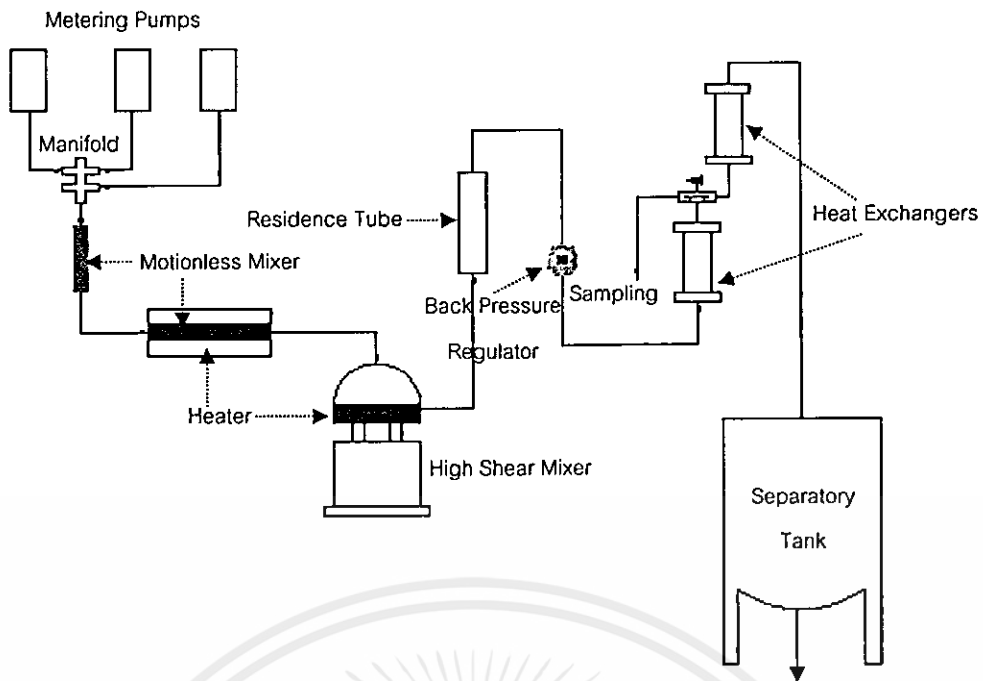 Metering Pumps
Manifold
Residence Tube
Heat Exchangers
Motionless Mixer
Back Pressure
Sampling
Regulator
Heater
High Shear Mixer
Separatory
Tank